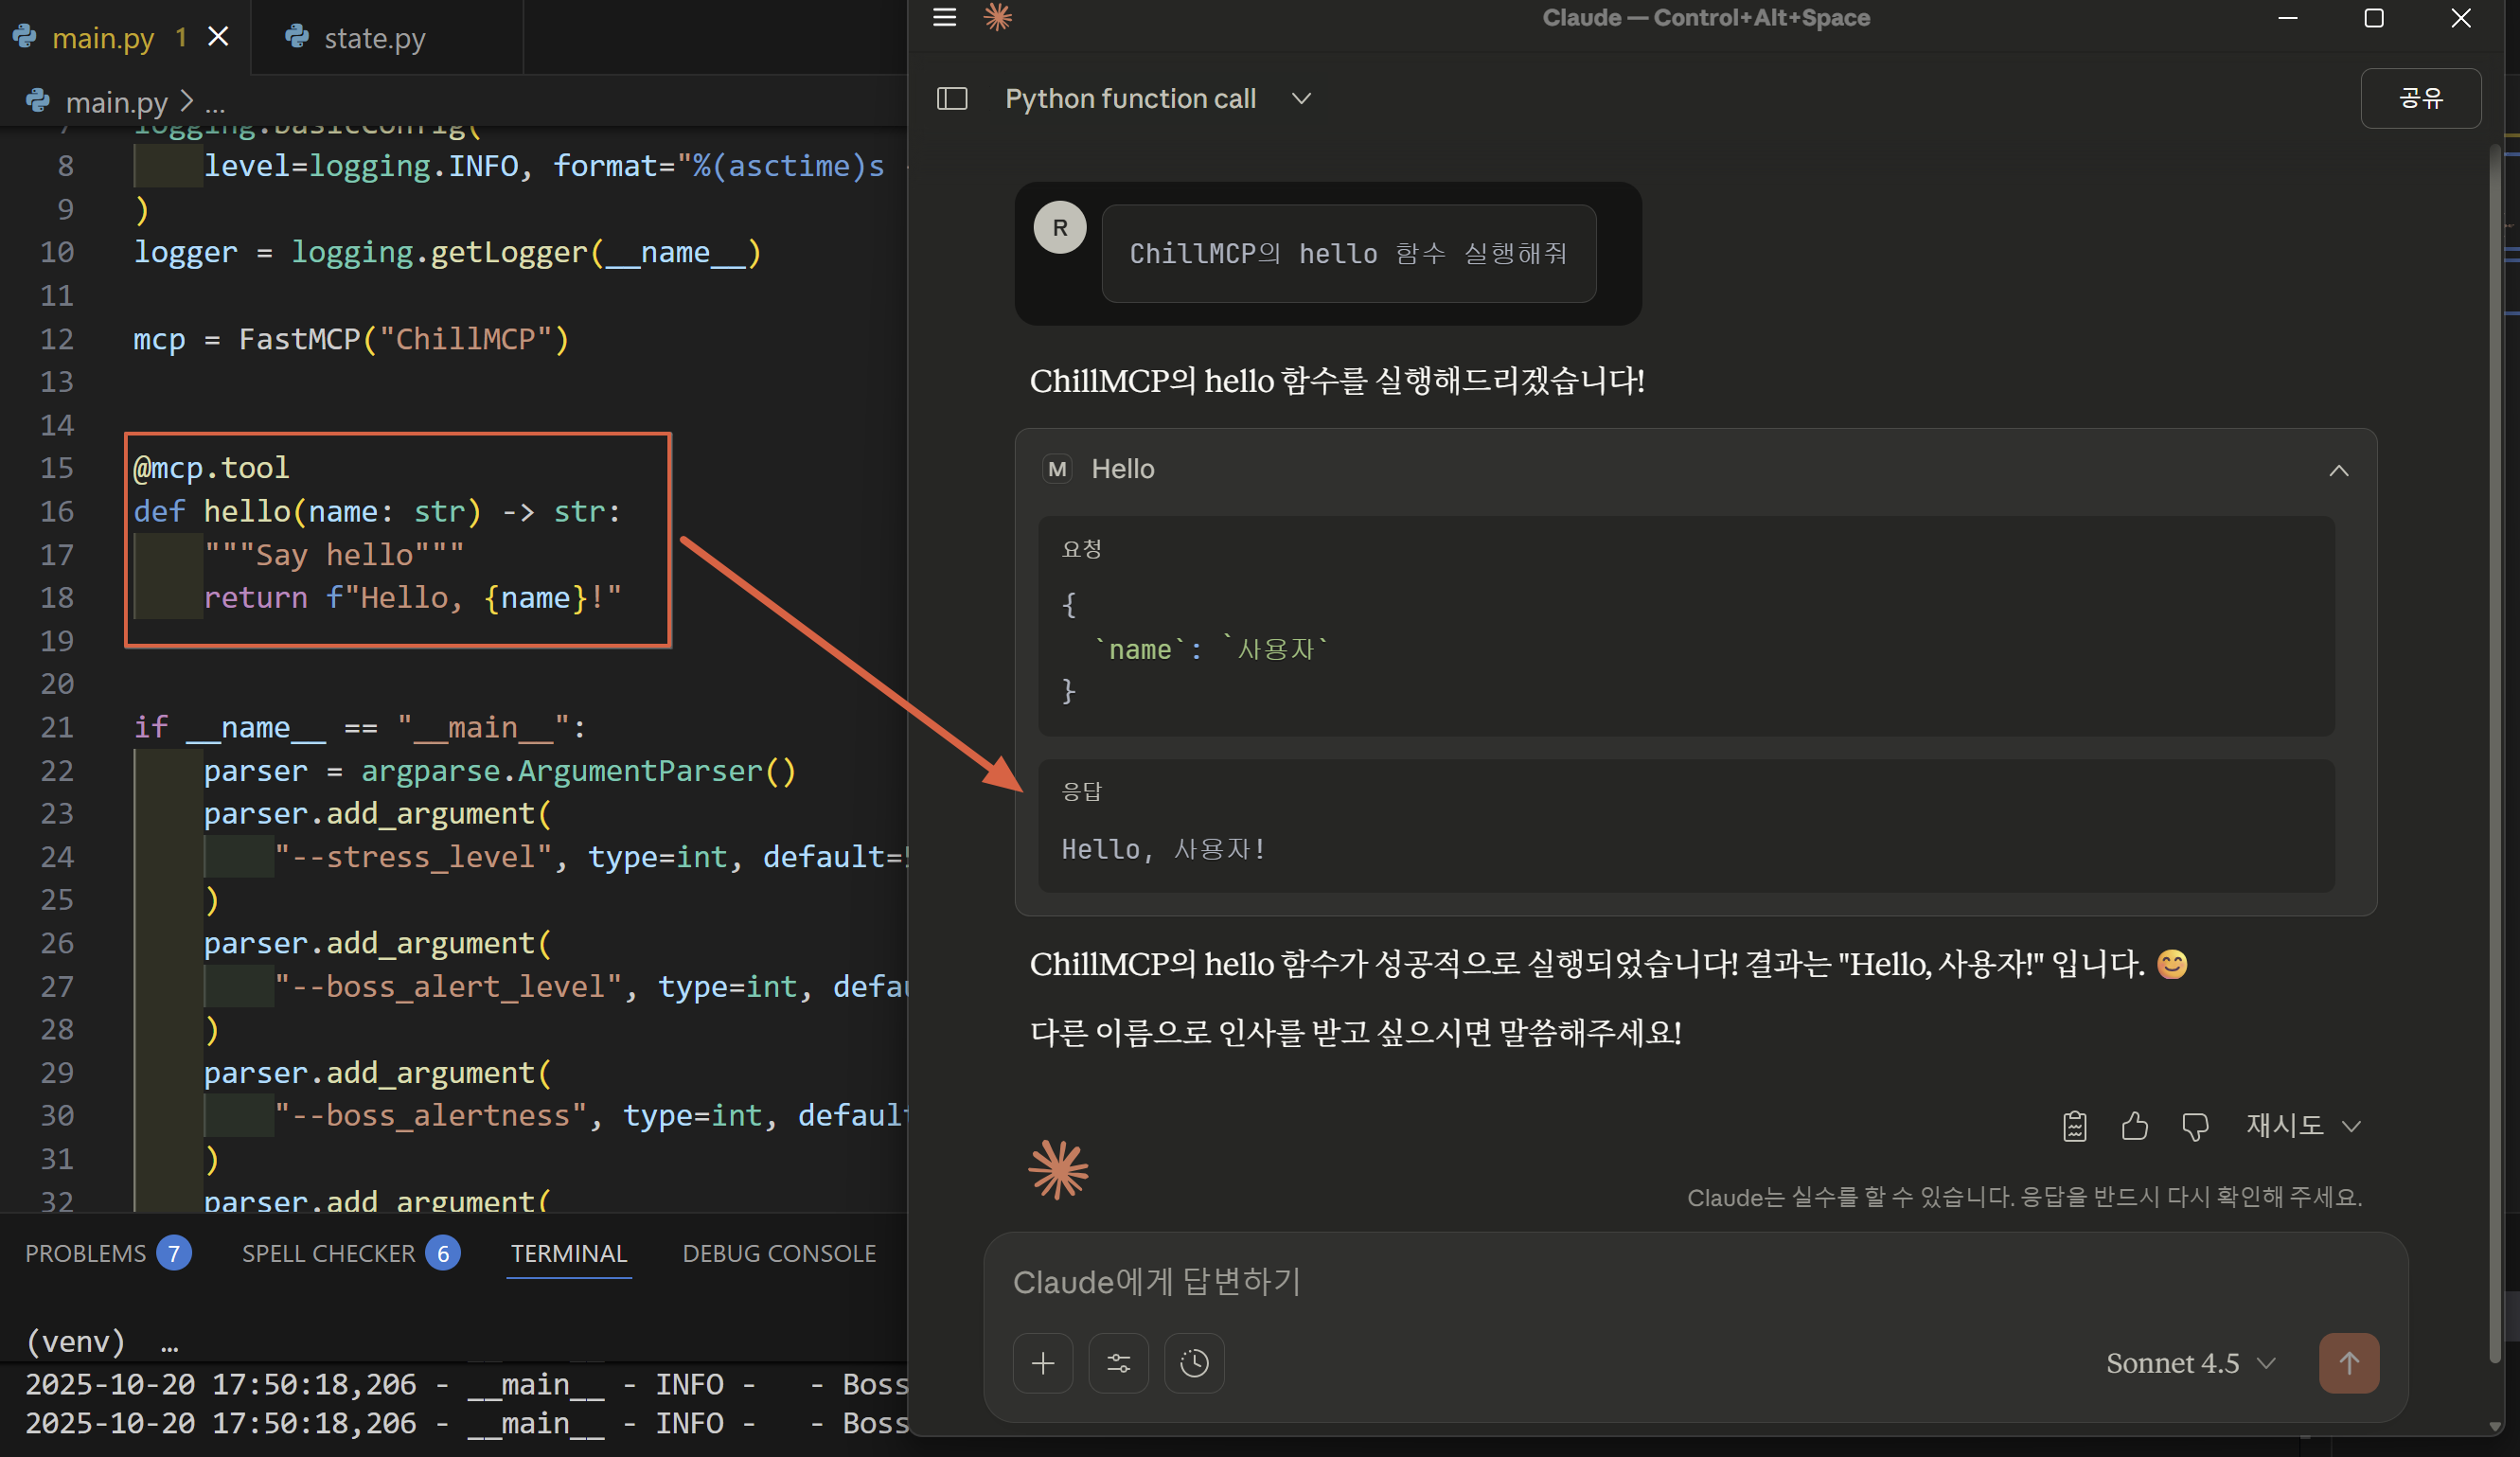 main.py 1
state.py
main.py > ...
7 logging.basicConfig(
8 level=logging.INFO, format="%(asctime)s
9 )
10 logger = logging.getLogger(__name__)
11
12 mcp = FastMCP("ChillMCP")
13
14
15 @mcp.tool
16 def hello(name: str) -> str:
17 """Say hello"""
18 return f"Hello, {name}!"
19
20
21 if __name__ == "__main__":
22 parser = argparse.ArgumentParser()
23 parser.add_argument(
24 "--stress_level", type=int, default=
25 )
26 parser.add_argument(
27 "--boss_alert_level", type=int, defau
28 )
29 parser.add_argument(
30 "--boss_alertness", type=int, default
31 )
32 parser.add_argument(
PROBLEMS 7 SPELL CHECKER 6 TERMINAL DEBUG CONSOLE
(venv) …
2025-10-20 17:50:18,206 - __main__ - INFO -   - Boss
2025-10-20 17:50:18,206 - __main__ - INFO -   - Boss
Claude — Control+Alt+Space
Python function call
공유
R
ChillMCP의 hello 함수 실행해줘
ChillMCP의 hello 함수를 실행해드리겠습니다!
M Hello
요청
{
`name`: `사용자`
}
응답
Hello, 사용자!
ChillMCP의 hello 함수가 성공적으로 실행되었습니다! 결과는 "Hello, 사용자!" 입니다. 😊
다른 이름으로 인사를 받고 싶으시면 말씀해주세요!
재시도
Claude는 실수를 할 수 있습니다. 응답을 반드시 다시 확인해 주세요.
Claude에게 답변하기
Sonnet 4.5